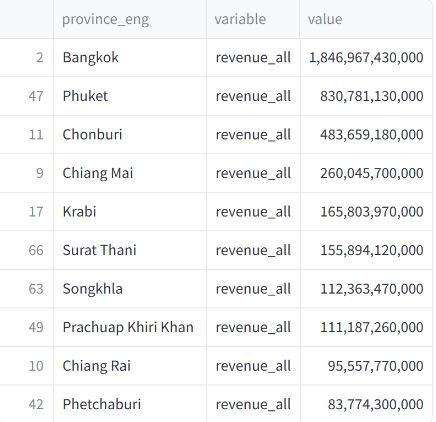 province_eng variable value
2 Bangkok revenue_all 1,846,967,430,000
47 Phuket revenue_all 830,781,130,000
11 Chonburi revenue_all 483,659,180,000
9 Chiang Mai revenue_all 260,045,700,000
17 Krabi revenue_all 165,803,970,000
66 Surat Thani revenue_all 155,894,120,000
63 Songkhla revenue_all 112,363,470,000
49 Prachuap Khiri Khan revenue_all 111,187,260,000
10 Chiang Rai revenue_all 95,557,770,000
42 Phetchaburi revenue_all 83,774,300,000